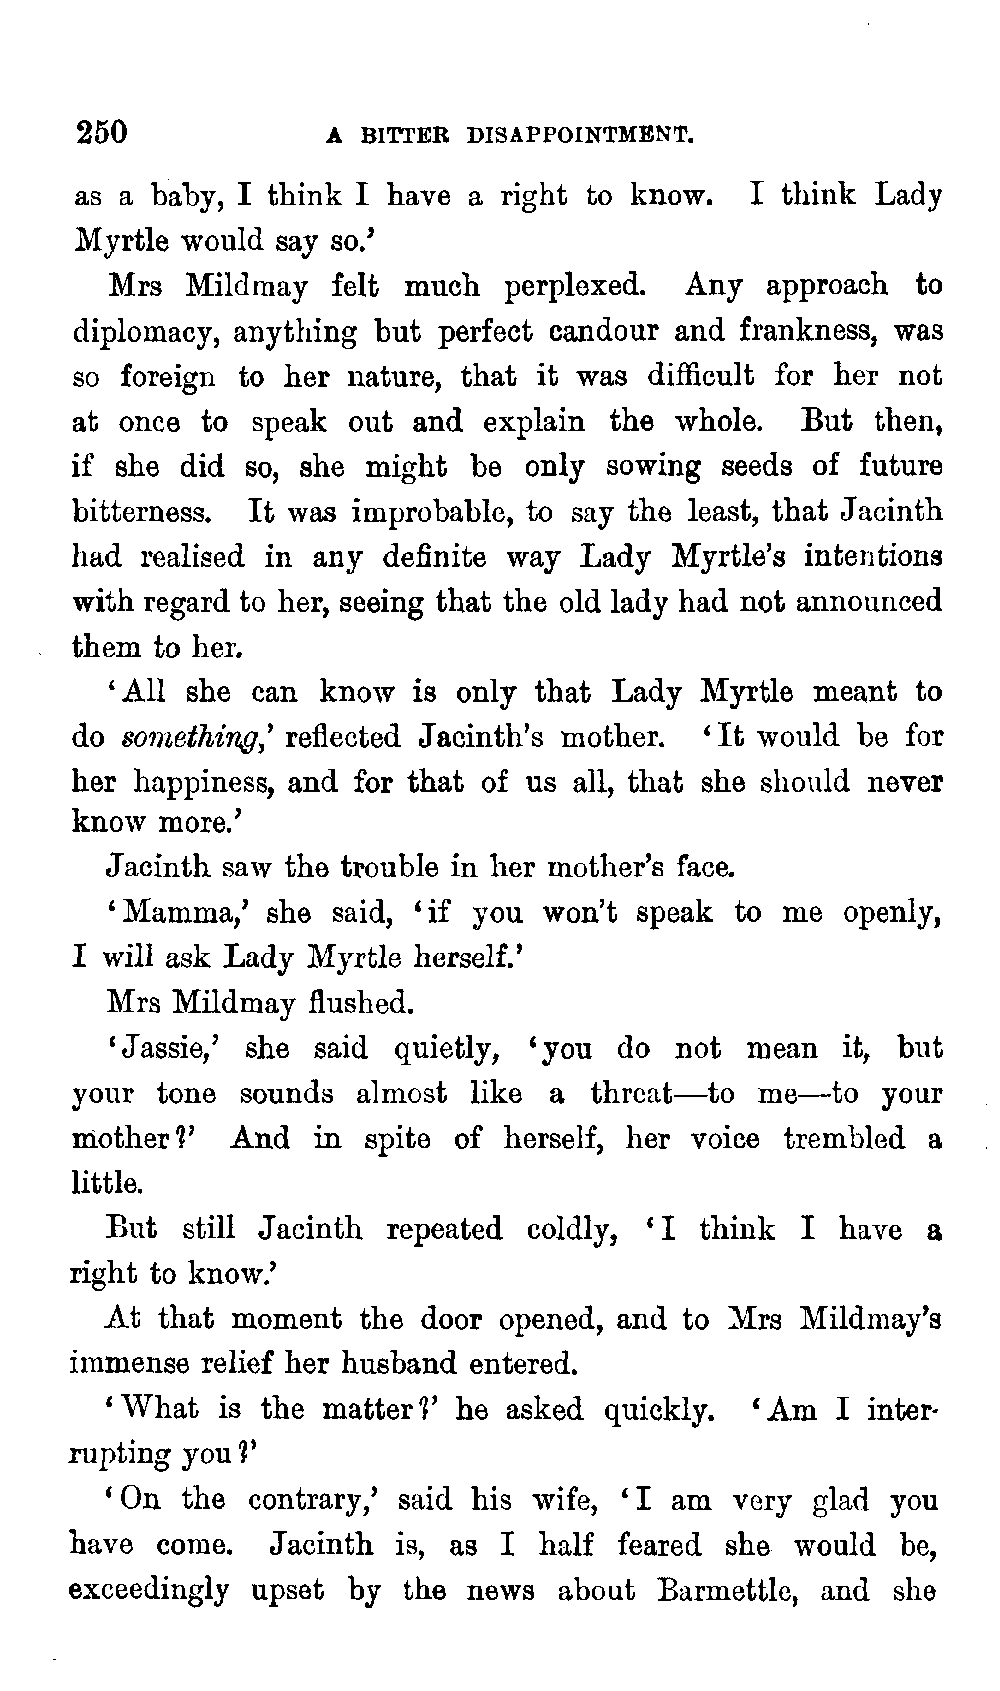 250 A BITTER DISAPPOINTMENT.
as a baby, I think I have a right to know. I think Lady
Myrtle would say so.’
Mrs Mildmay felt much perplexed. Any approach to
diplomacy, anything but perfect candour and frankness, was
so foreign to her nature, that it was difficult for her not
at once to speak out and explain the whole. But then,
if she did so, she might be only sowing seeds of future
bitterness. It was improbable, to say the least, that Jacinth
had realised in any definite way Lady Myrtle’s intentions
with regard to her, seeing that the old lady had not announced
them to her.
‘All she can know is only that Lady Myrtle meant to
do something,’ reflected Jacinth’s mother. ‘It would be for
her happiness, and for that of us all, that she should never
know more.’
Jacinth saw the trouble in her mother’s face.
‘Mamma,’ she said, ‘if you won’t speak to me openly,
I will ask Lady Myrtle herself.’
Mrs Mildmay flushed.
‘Jassie,’ she said quietly, ‘you do not mean it, but
your tone sounds almost like a threat—to me—to your
mother?’ And in spite of herself, her voice trembled a
little.
But still Jacinth repeated coldly, ‘I think I have a
right to know.’
At that moment the door opened, and to Mrs Mildmay’s
immense relief her husband entered.
‘What is the matter?’ he asked quickly. ‘Am I inter-
rupting you?’
‘On the contrary,’ said his wife, ‘I am very glad you
have come. Jacinth is, as I half feared she would be,
exceedingly upset by the news about Barmettle, and she